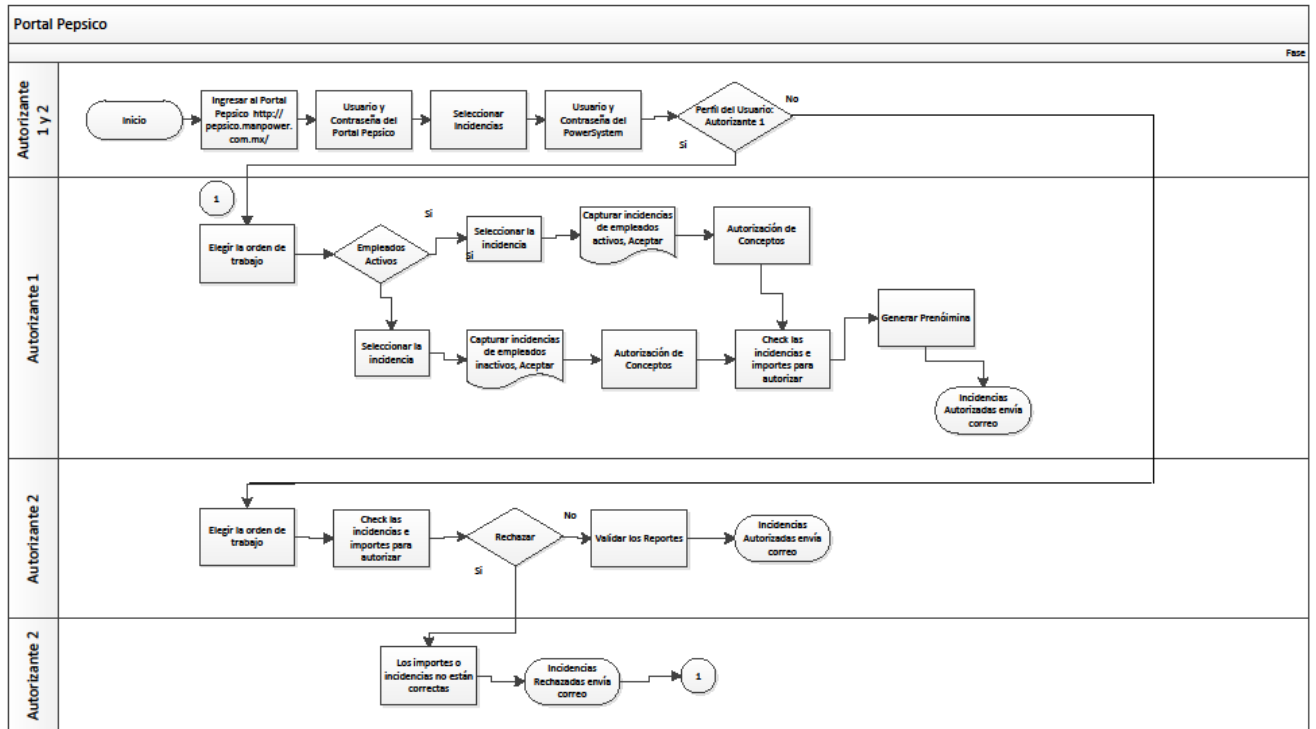 Portal Pepsico
Fase
Autorizante
1 y 2
Inicio
Ingresar al Portal
Pepsico http://
pepsico.manpower.
com.mx/
Usuario y
Contraseña del
Portal Pepsico
Seleccionar
Incidencias
Usuario y
Contraseña del
PowerSystem
Perfil del Usuario:
Autorizante 1
No
Sí
Autorizante 1
1
Elegir la orden de
trabajo
Empleados
Activos
Si
Seleccionar la
incidencia
Si
Capturar incidencias
de empleados
activos, Aceptar
Autorización de
Conceptos
Seleccionar la
incidencia
Capturar incidencias
de empleados
inactivos, Aceptar
Autorización de
Conceptos
Check las
incidencias e
importes para
autorizar
Generar Prenóimina
Incidencias
Autorizadas envía
correo
Autorizante 2
Elegir la orden de
trabajo
Check las
incidencias e
importes para
autorizar
Rechazar
No
Sí
Validar los Reportes
Incidencias
Autorizadas envía
correo
Autorizante 2
Los importes o
incidencias no están
correctas
Incidencias
Rechazadas envía
correo
1